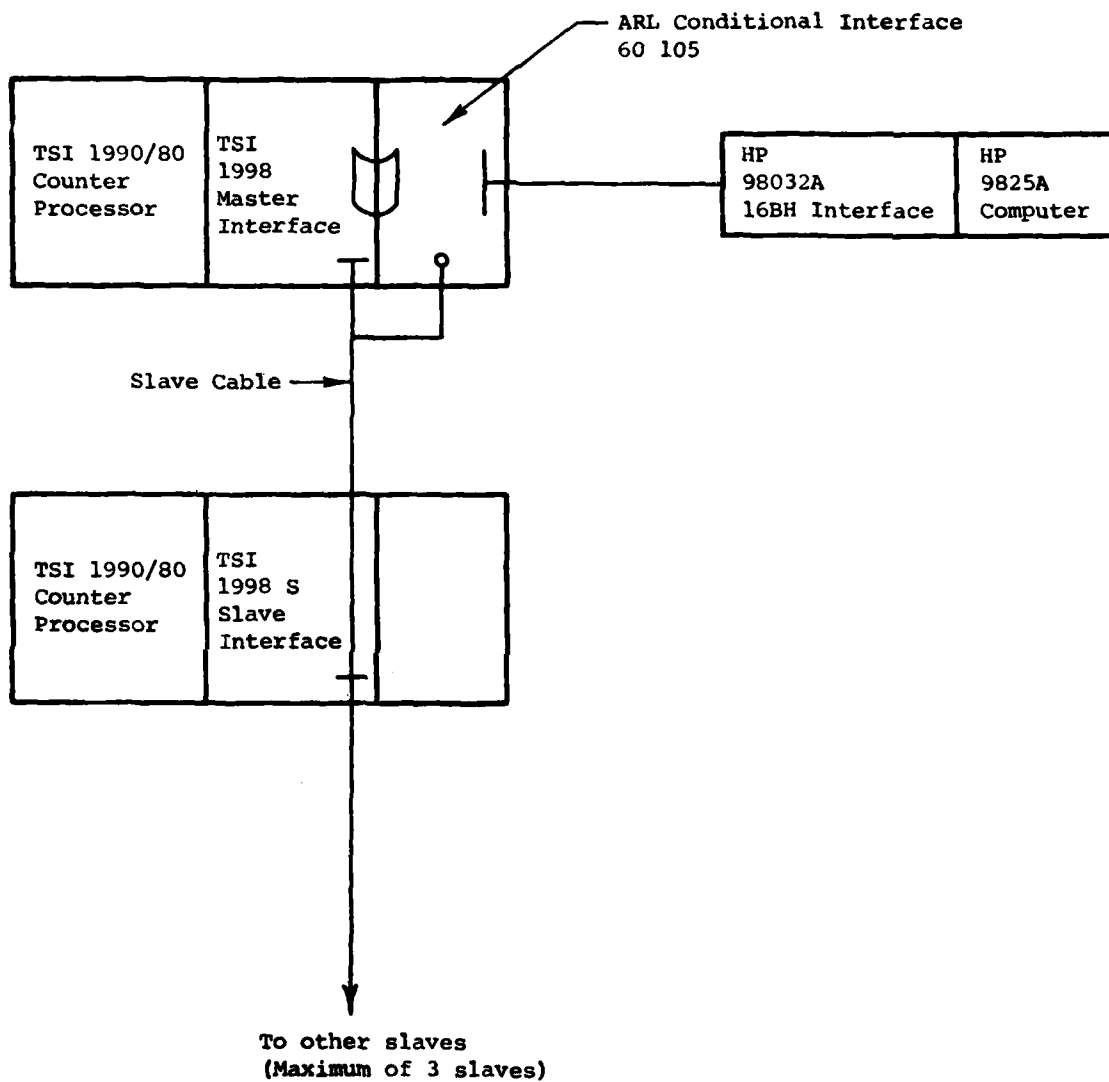 ARL Conditional Interface
60 105
TSI 1990/80
Counter
Processor
TSI
1998
Master
Interface
HP
98032A
16BH Interface
HP
9825A
Computer
Slave Cable
TSI 1990/80
Counter
Processor
TSI
1998 S
Slave
Interface
To other slaves
(Maximum of 3 slaves)